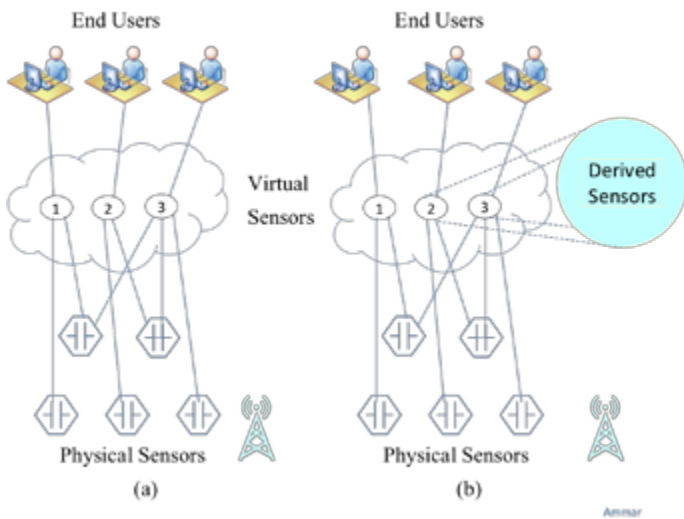 End Users
End Users
1
2
3
Virtual
Sensors
1
2
3
Derived
Sensors
Physical Sensors
(a)
Physical Sensors
(b)
Ammar